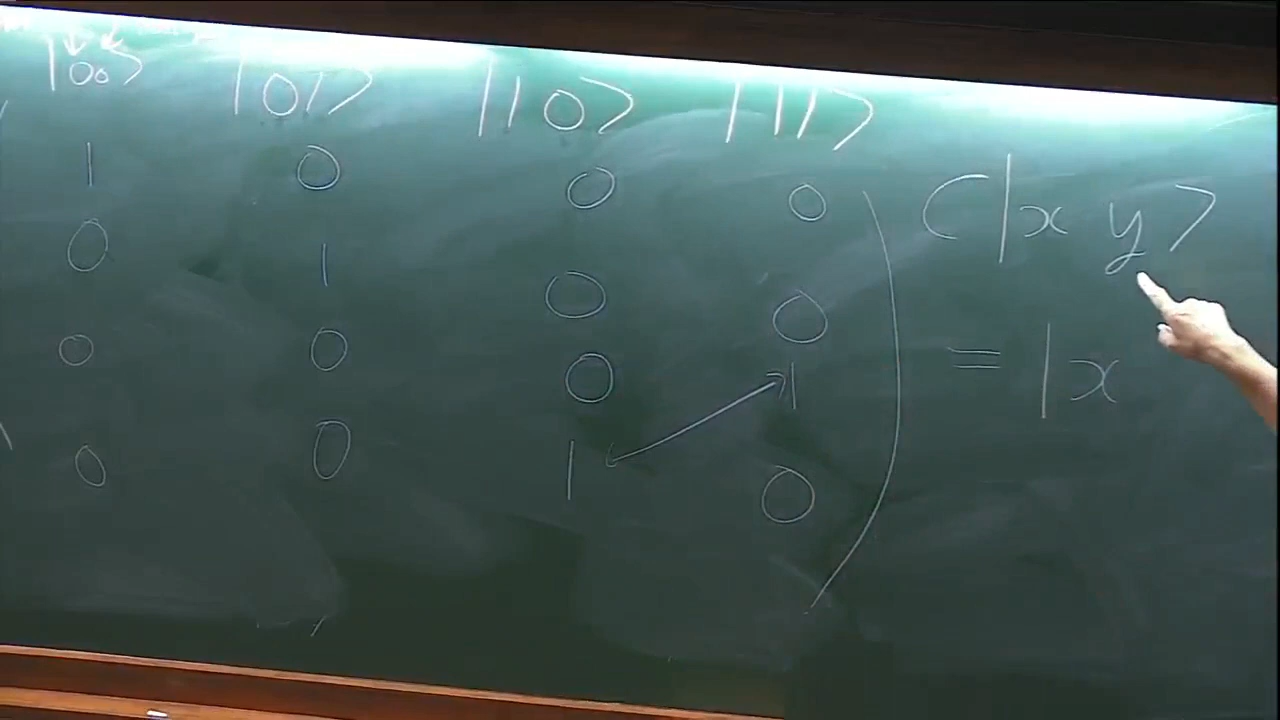 |00⟩ |01⟩ |10⟩ |11⟩
1 0 0 0
0 1 0 0
0 0 0 1
0 0 1 0
C|x y⟩
= |x